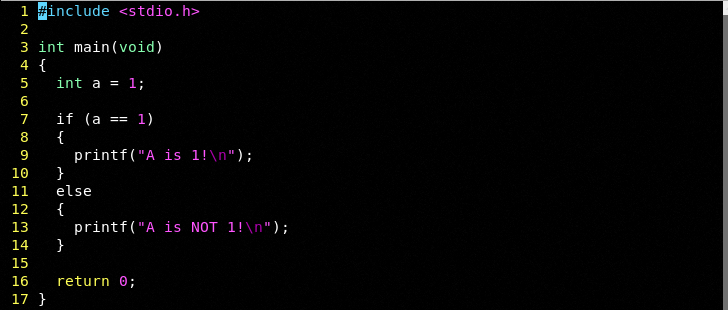 1 #include <stdio.h>
2
3 int main(void)
4 {
5   int a = 1;
6
7   if (a == 1)
8   {
9     printf("A is 1!\n");
10   }
11   else
12   {
13     printf("A is NOT 1!\n");
14   }
15
16   return 0;
17 }